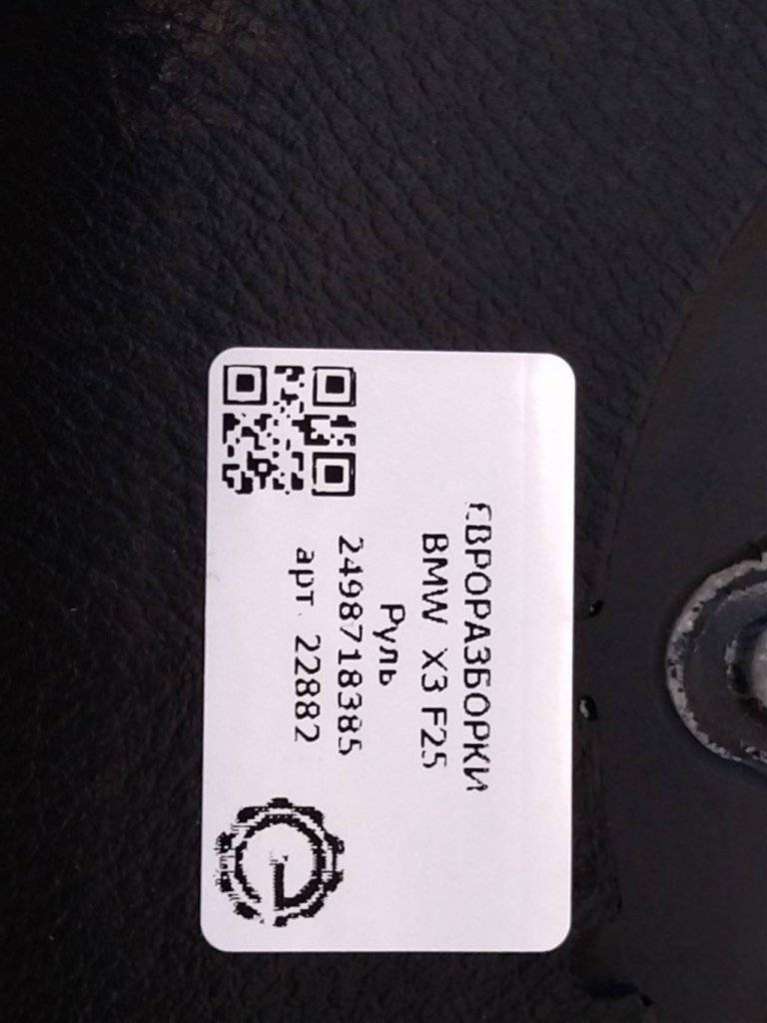 ЕВРОРАЗБОРКИ
BMW X3 F25
Руль
2498718385
арт. 22882